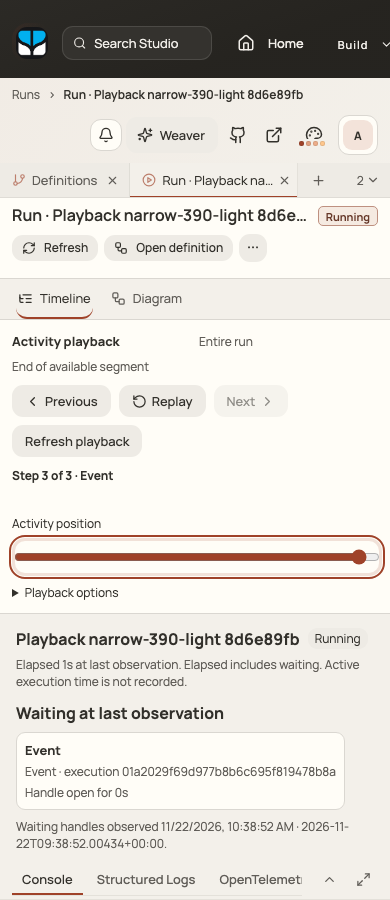 Search Studio
Home
Build
Runs › Run · Playback narrow-390-light 8d6e89fb
Weaver
A
Definitions
Run · Playback na...
2
Run · Playback narrow-390-light 8d6e...
Running
Refresh
Open definition
...
Timeline
Diagram
Activity playback
Entire run
End of available segment
Previous
Replay
Next
Refresh playback
Step 3 of 3 · Event
Activity position
Playback options
Playback narrow-390-light 8d6e89fb
Running
Elapsed 1s at last observation. Elapsed includes waiting. Active
execution time is not recorded.
Waiting at last observation
Event
Event · execution 01a2029f69d977b8b6c695f819478b8a
Handle open for 0s
Waiting handles observed 11/22/2026, 10:38:52 AM · 2026-11-
22T09:38:52.00434+00:00.
Console
Structured Logs
OpenTelemet